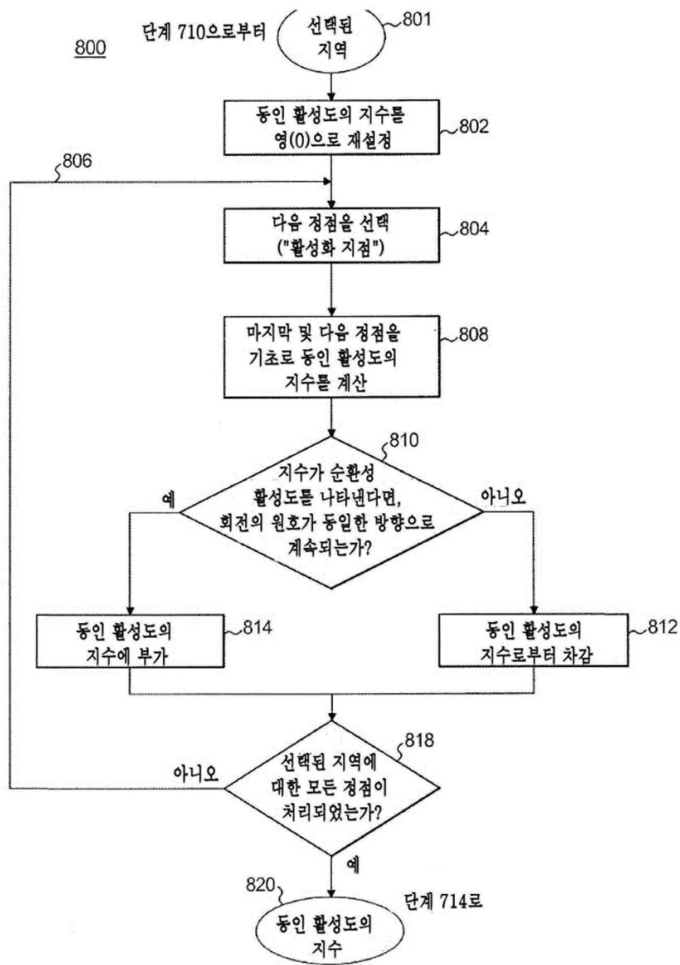 단계 710으로부터
801
800
선택된
지역
동인 활성도의 지수를
영(0)으로 재설정
802
806
다음 정점을 선택
("활성화 지점")
804
마지막 및 다음 정점을
기초로 동인 활성도의
지수를 계산
808
810
지수가 순환성
활성도를 나타낸다면,
회전의 원호가 동일한 방향으로
계속되는가?
예
아니오
동인 활성도의
지수에 부가
814
동인 활성도의
지수로부터 차감
812
818
선택된 지역에
대한 모든 정점이
처리되었는가?
아니오
예
820
단계 714로
동인 활성도의
지수